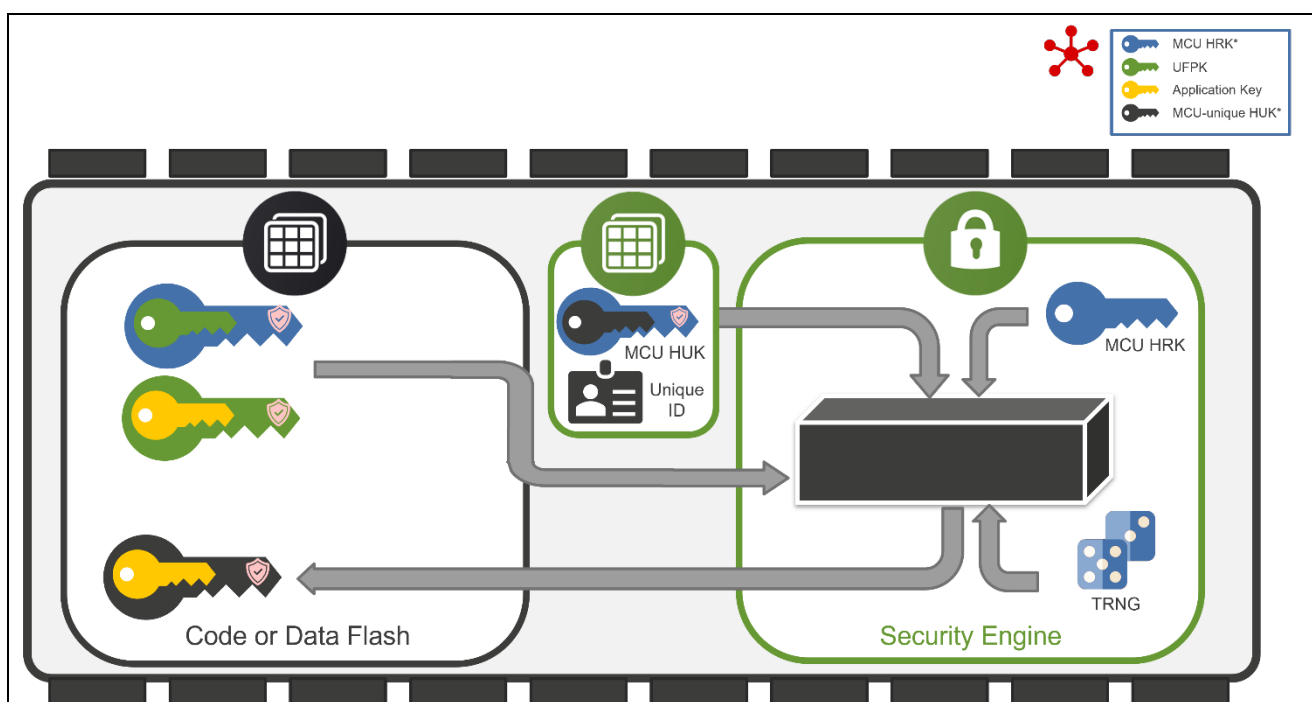 MCU HRK*
UFPK
Application Key
MCU-unique HUK*
MCU HUK
Unique
ID
MCU HRK
TRNG
Code or Data Flash
Security Engine